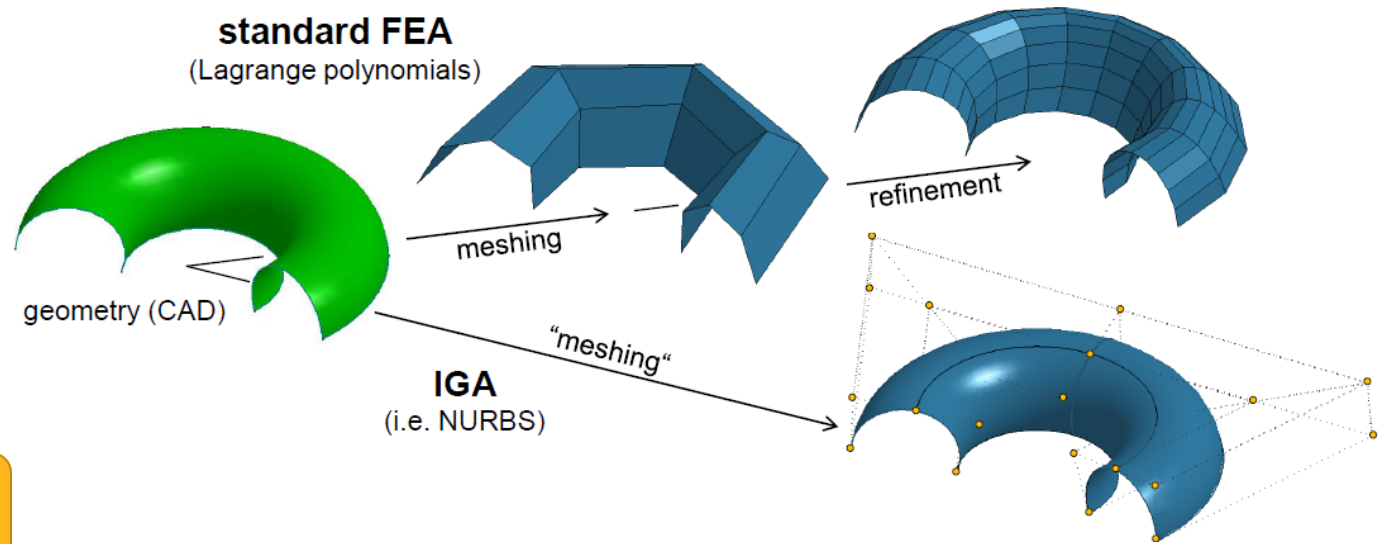 standard FEA
(Lagrange polynomials)
refinement
meshing
geometry (CAD)
“meshing“
IGA
(i.e. NURBS)